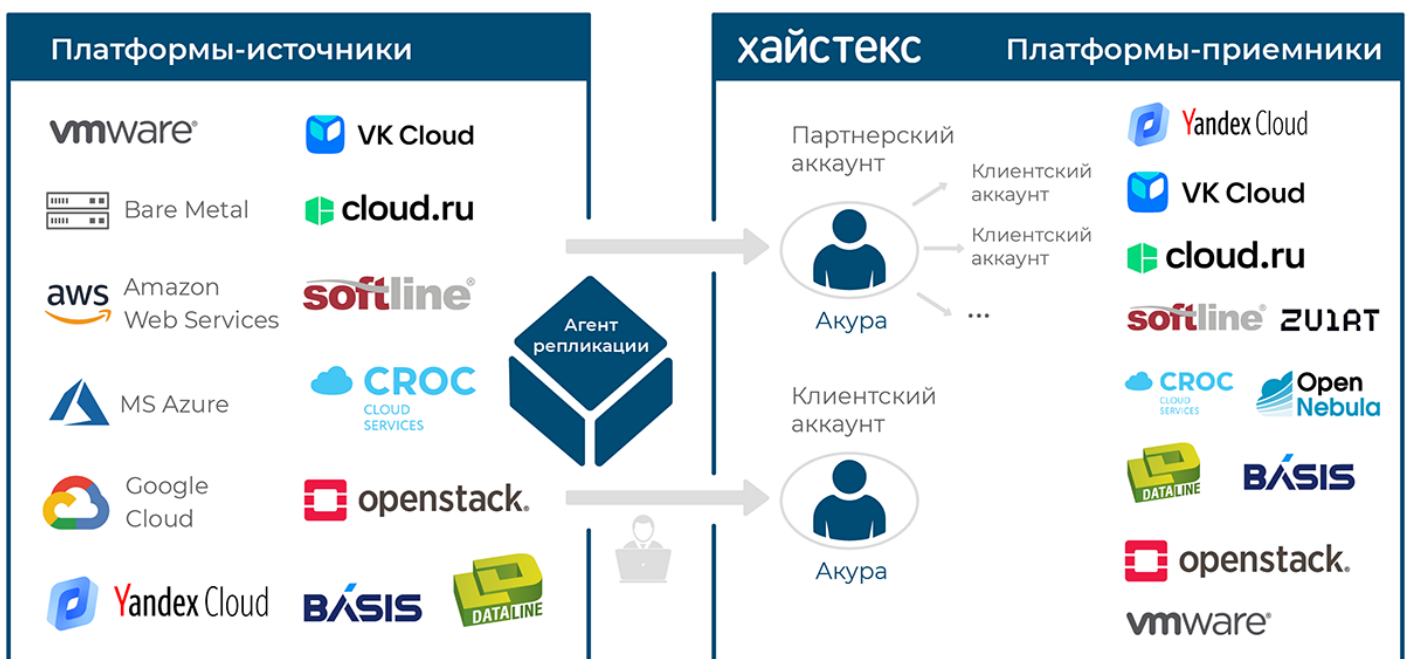 Платформы-источники
vmware®
VK Cloud
Bare Metal
cloud.ru
aws
Amazon
Web Services
softline®
MS Azure
CROC
CLOUD
SERVICES
Google
Cloud
openstack.
Yandex Cloud
BASIS
DATALINE
Агент
репликации
хайстекс
Платформы-приемники
Партнерский
аккаунт
Клиентский
аккаунт
Клиентский
аккаунт
...
Акура
Клиентский
аккаунт
Акура
Yandex Cloud
VK Cloud
cloud.ru
softline®
ZV1RT
CROC
CLOUD
SERVICES
Open
Nebula
DATALINE
BASIS
openstack.
vmware®